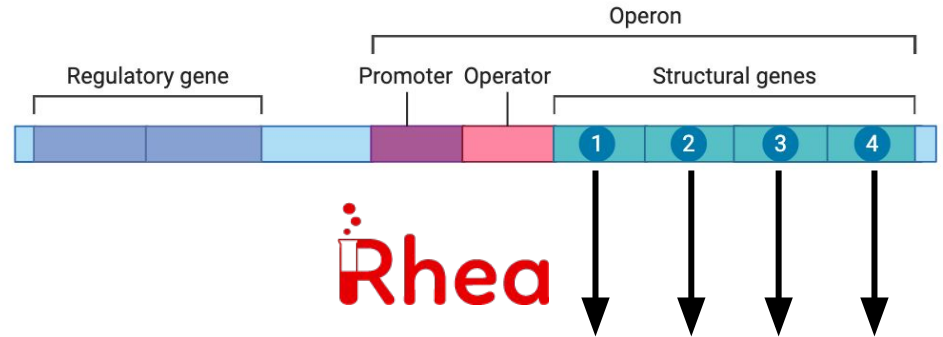 Operon
Regulatory gene
Promoter Operator
Structural genes
1 2 3 4
Rhea